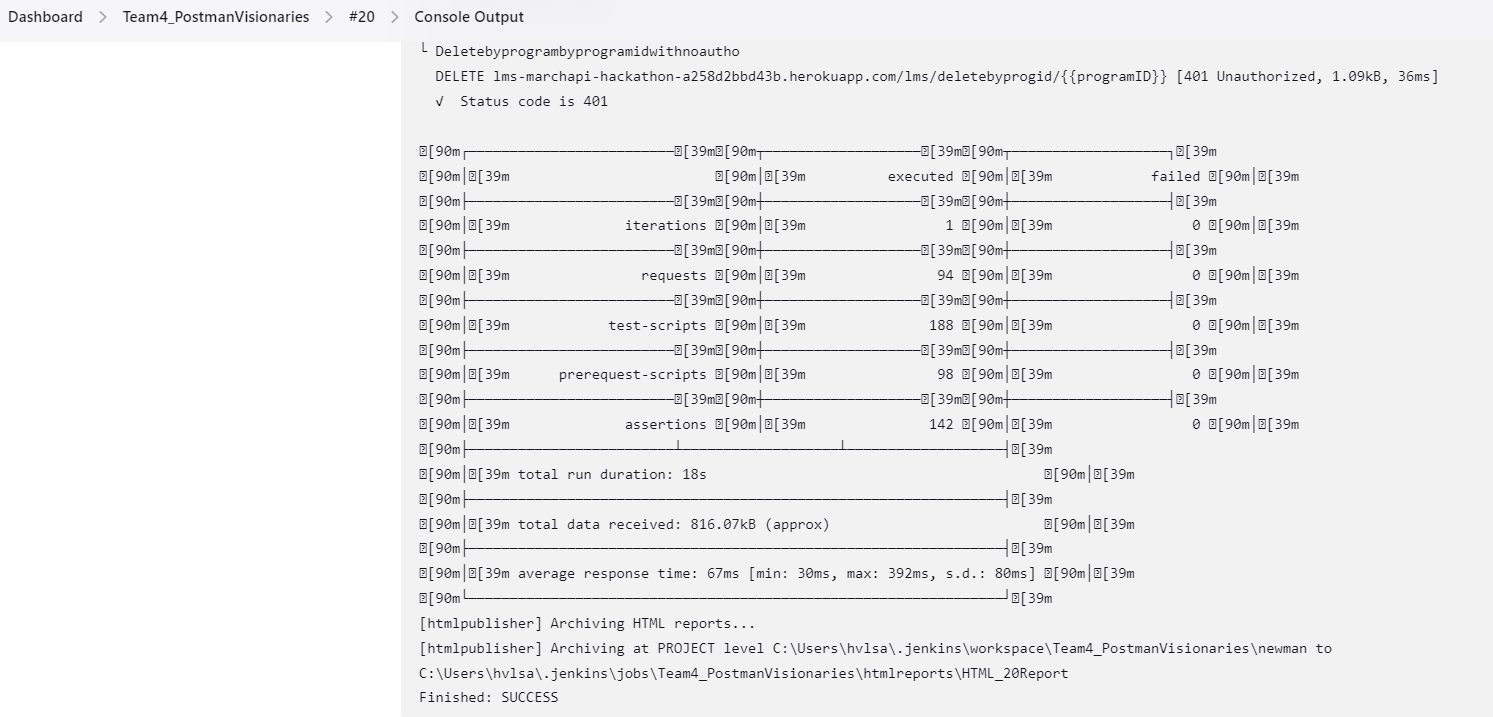 Dashboard > Team4_PostmanVisionaries > #20 > Console Output
└ Deletebyprogrambyprogramidwithnoautho
DELETE lms-marchapi-hackathon-a258d2bbd43b.herokuapp.com/lms/deletebyprogid/{{programID}} [401 Unauthorized, 1.09kB, 36ms]
√ Status code is 401
[90m┌─────────────────────────[39m[90m┬───────────────────[39m[90m┬───────────────────┐[39m
[90m│[39m [90m│[39m executed [90m│[39m failed [90m│[39m
[90m├─────────────────────────[39m[90m┼───────────────────[39m[90m┼───────────────────┤[39m
[90m│[39m iterations [90m│[39m 1 [90m│[39m 0 [90m│[39m
[90m├─────────────────────────[39m[90m┼───────────────────[39m[90m┼───────────────────┤[39m
[90m│[39m requests [90m│[39m 94 [90m│[39m 0 [90m│[39m
[90m├─────────────────────────[39m[90m┼───────────────────[39m[90m┼───────────────────┤[39m
[90m│[39m test-scripts [90m│[39m 188 [90m│[39m 0 [90m│[39m
[90m├─────────────────────────[39m[90m┼───────────────────[39m[90m┼───────────────────┤[39m
[90m│[39m prerequest-scripts [90m│[39m 98 [90m│[39m 0 [90m│[39m
[90m├─────────────────────────[39m[90m┼───────────────────[39m[90m┼───────────────────┤[39m
[90m│[39m assertions [90m│[39m 142 [90m│[39m 0 [90m│[39m
[90m├─────────────────────────┴───────────────────┴───────────────────┤[39m
[90m│[39m total run duration: 18s [90m│[39m
[90m├─────────────────────────────────────────────────────────────────┤[39m
[90m│[39m total data received: 816.07kB (approx) [90m│[39m
[90m├─────────────────────────────────────────────────────────────────┤[39m
[90m│[39m average response time: 67ms [min: 30ms, max: 392ms, s.d.: 80ms] [90m│[39m
[90m└─────────────────────────────────────────────────────────────────┘[39m
[htmlpublisher] Archiving HTML reports...
[htmlpublisher] Archiving at PROJECT level C:\Users\hvlsa\.jenkins\workspace\Team4_PostmanVisionaries\newman to
C:\Users\hvlsa\.jenkins\jobs\Team4_PostmanVisionaries\htmlreports\HTML_20Report
Finished: SUCCESS